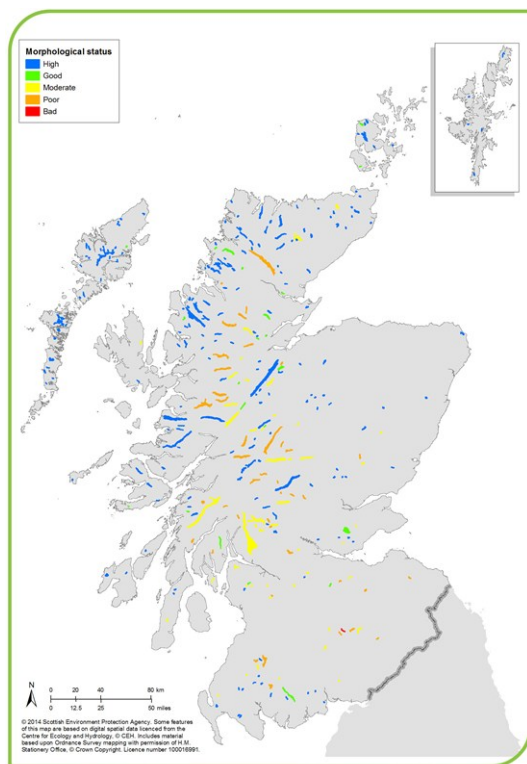 Morphological status
High
Good
Moderate
Poor
Bad
N
0 20 40 80 km
0 12.5 25 50 miles
© 2014 Scottish Environment Protection Agency. Some features
of this map are based on digital spatial data licenced from the
Centre for Ecology and Hydrology, © CEH. Includes material
based upon Ordnance Survey mapping with permission of H.M.
Stationery Office, © Crown Copyright. Licence number 100016991.